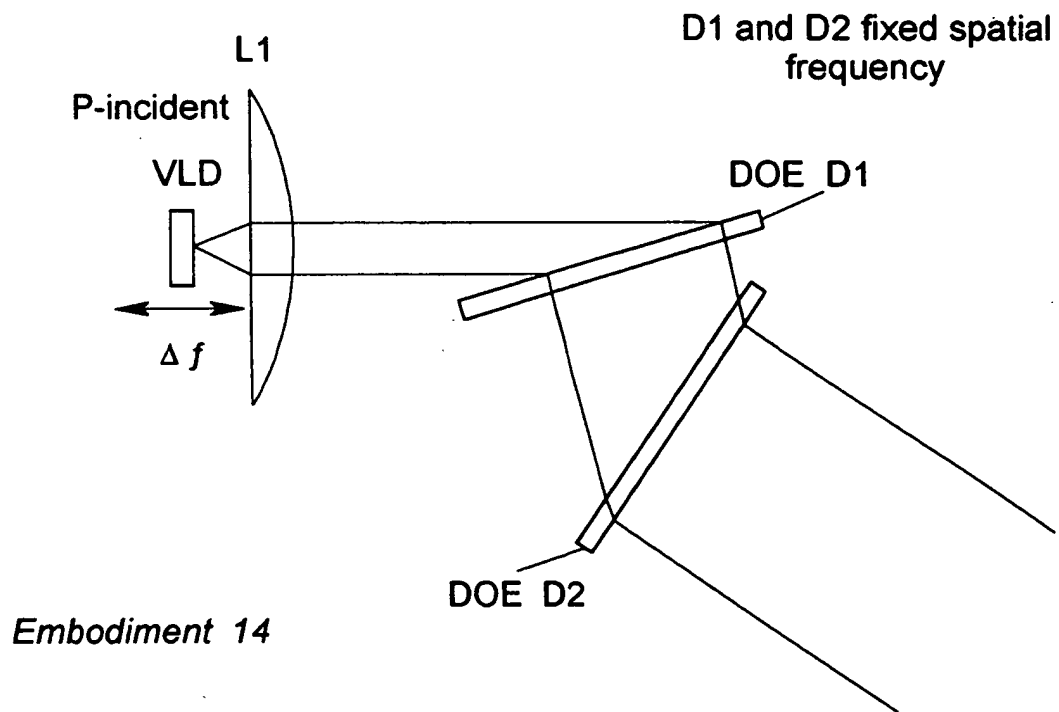 D1 and D2 fixed spatial
frequency
L1
P-incident
VLD
DOE D1
Δ f
DOE D2
Embodiment 14